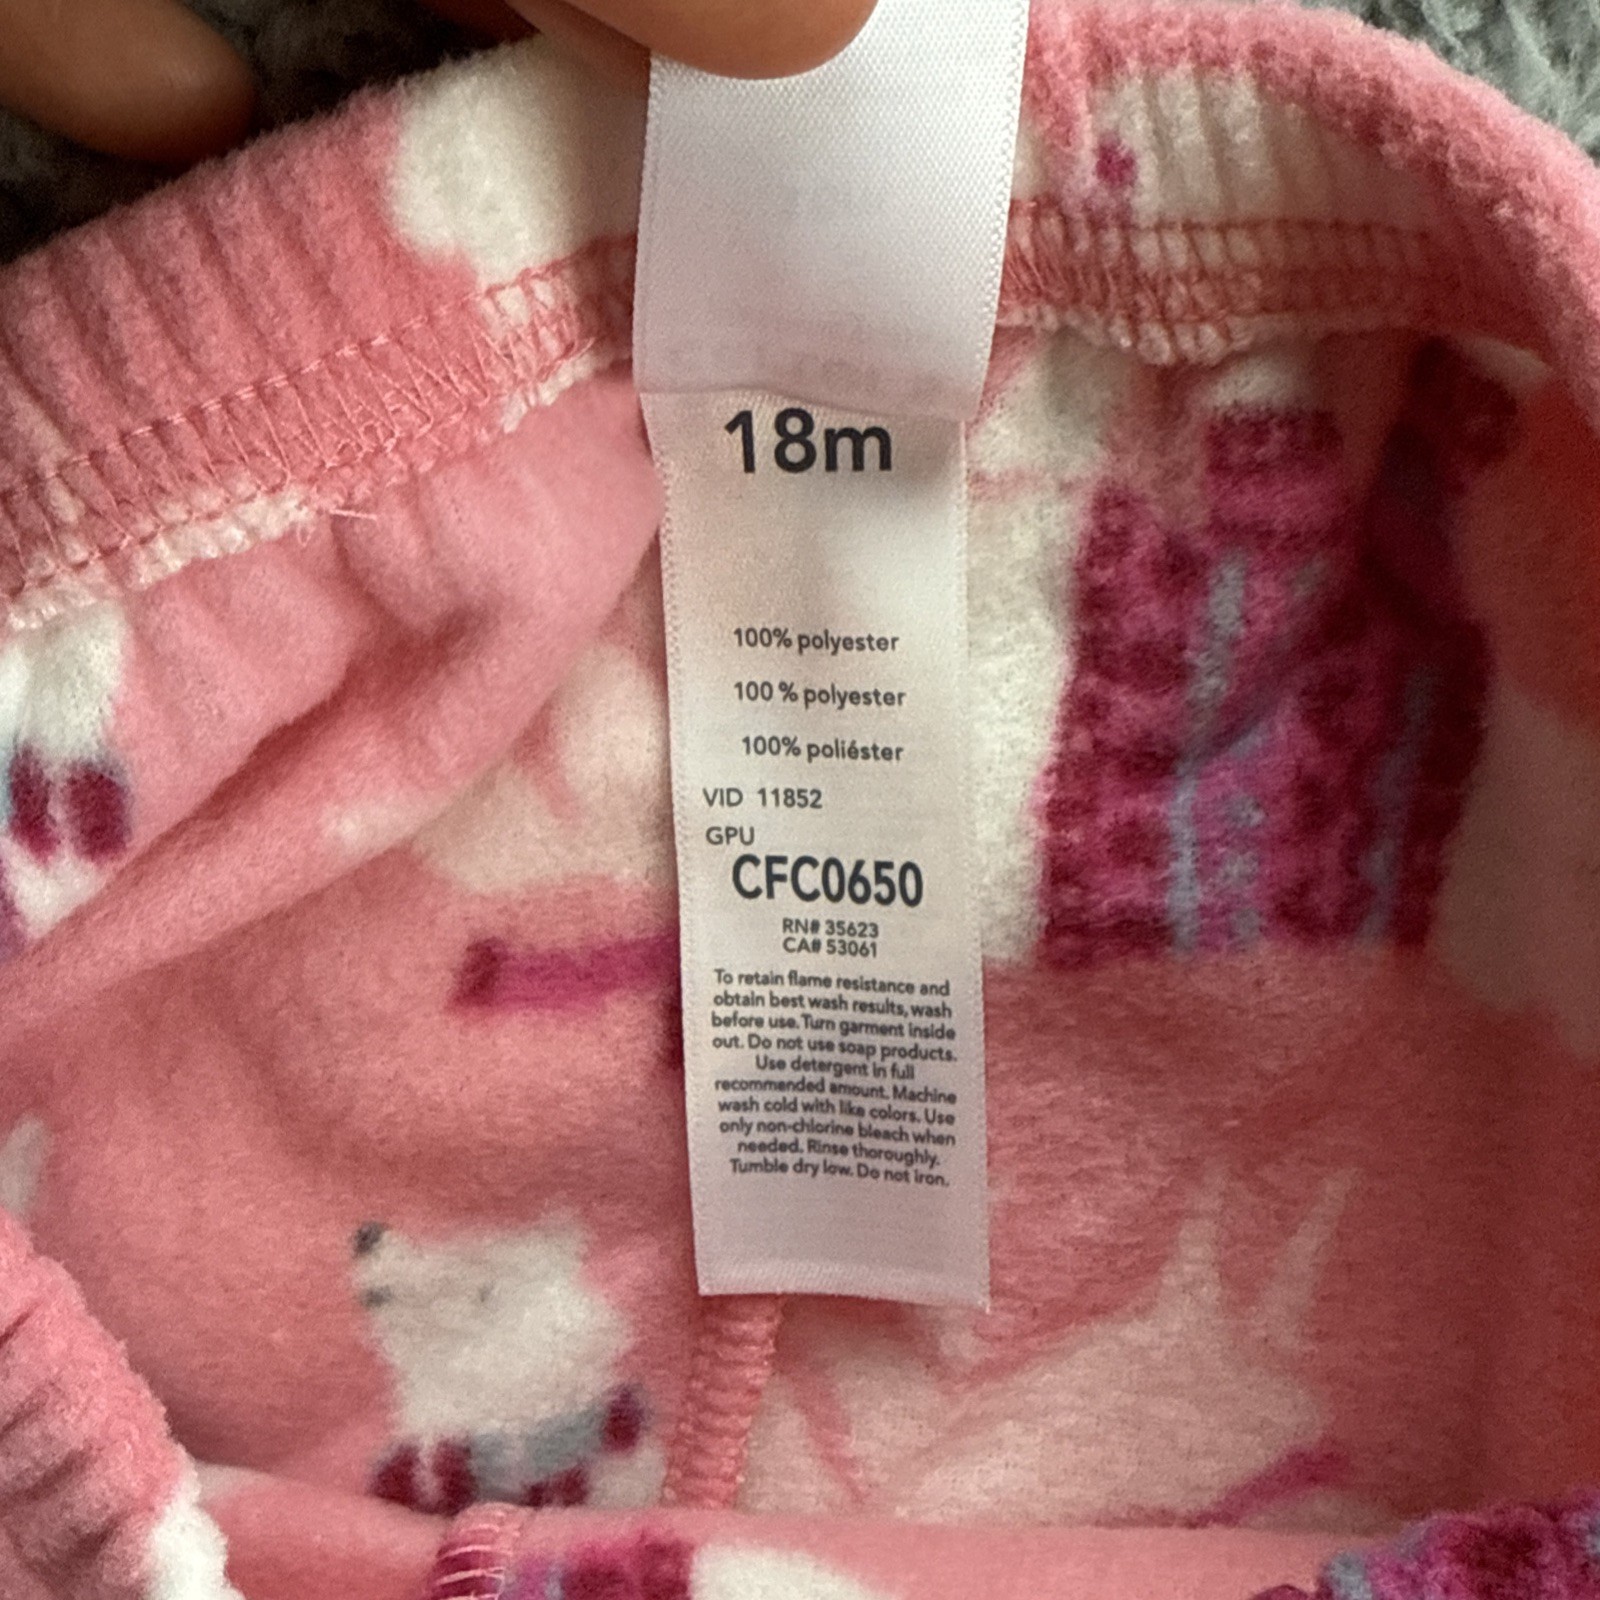 18m
100% polyester
100 % polyester
100% poliéster
VID 11852
GPU
CFC0650
RN# 35623
CA# 53061
To retain flame resistance and
obtain best wash results, wash
before use. Turn garment inside
out. Do not use soap products.
Use detergent in full
recommended amount. Machine
wash cold with like colors. Use
only non-chlorine bleach when
needed. Rinse thoroughly.
Tumble dry low. Do not iron.